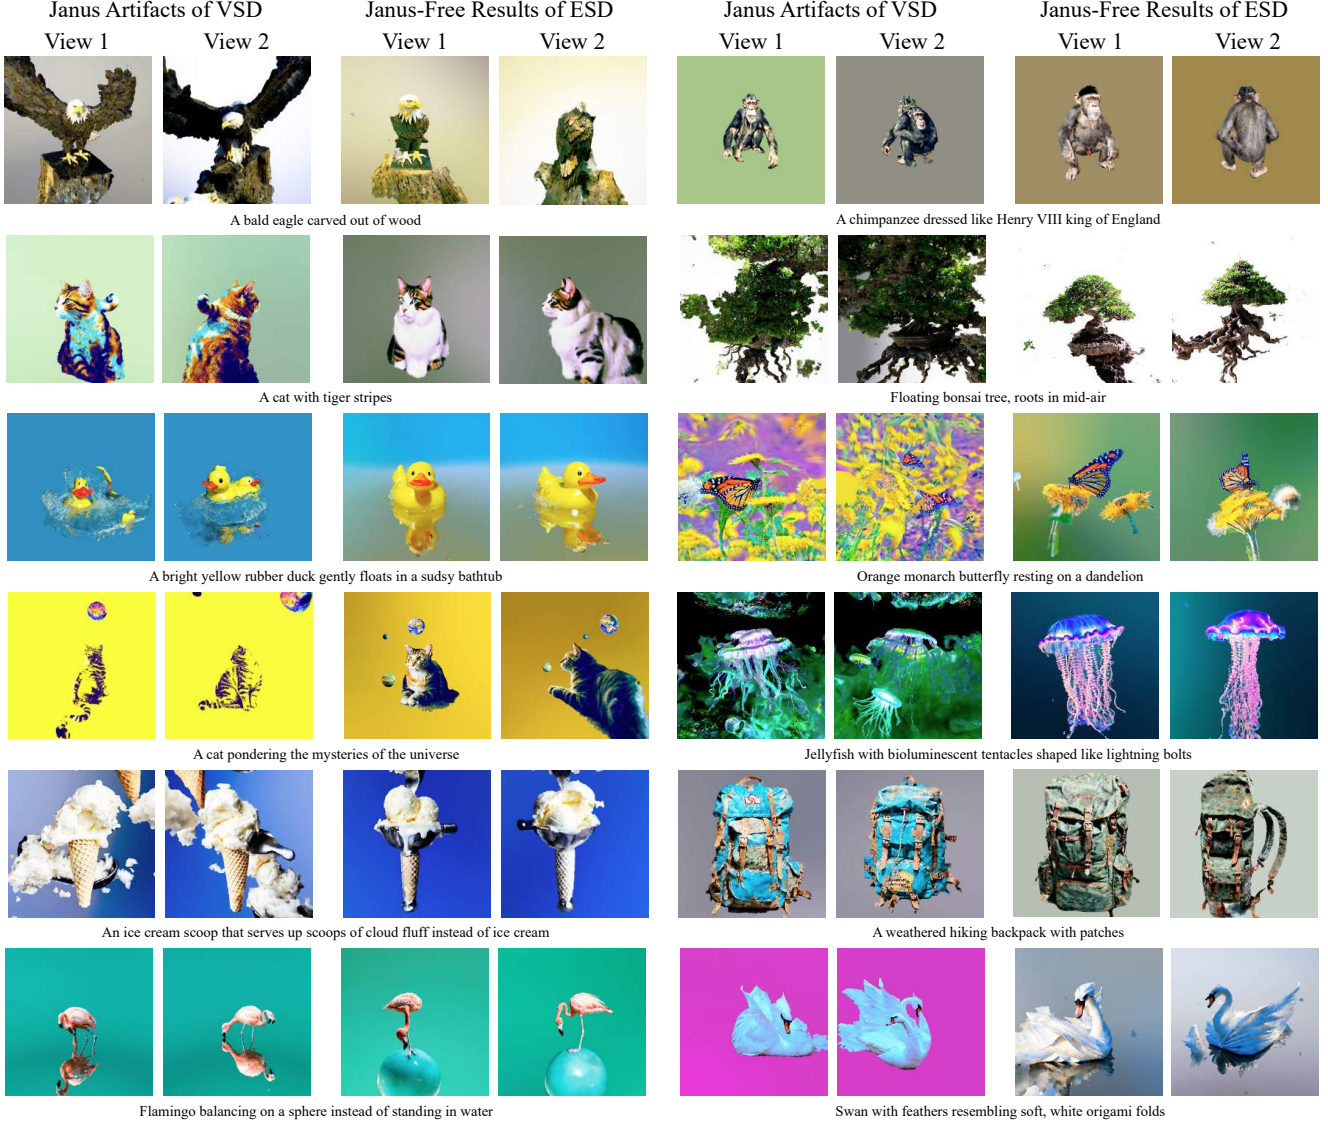 Janus Artifacts of VSD
Janus-Free Results of ESD
Janus Artifacts of VSD
Janus-Free Results of ESD
View 1
View 2
View 1
View 2
View 1
View 2
View 1
View 2
A bald eagle carved out of wood
A chimpanzee dressed like Henry VIII king of England
A cat with tiger stripes
Floating bonsai tree, roots in mid-air
A bright yellow rubber duck gently floats in a sudsy bathtub
Orange monarch butterfly resting on a dandelion
A cat pondering the mysteries of the universe
Jellyfish with bioluminescent tentacles shaped like lightning bolts
An ice cream scoop that serves up scoops of cloud fluff instead of ice cream
A weathered hiking backpack with patches
Flamingo balancing on a sphere instead of standing in water
Swan with feathers resembling soft, white origami folds